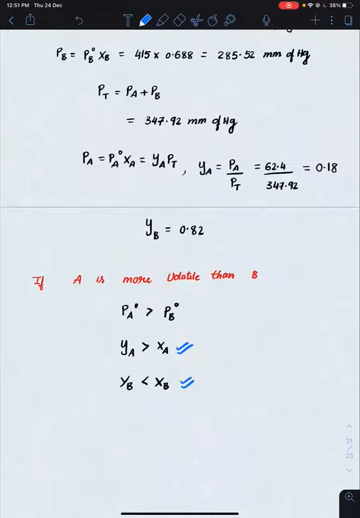 12:51 PM Thu 24 Dec
38%
P_B = P_B° X_B = 415 x 0.688 = 285.52 mm of Hg
P_T = P_A + P_B
= 347.92 mm of Hg
P_A = P_A° X_A = y_A P_T , y_A = P_A / P_T = 62.4 / 347.92 = 0.18
y_B = 0.82
If A is more volatile than B
P_A° > P_B°
y_A > x_A
y_B < x_B
21
23